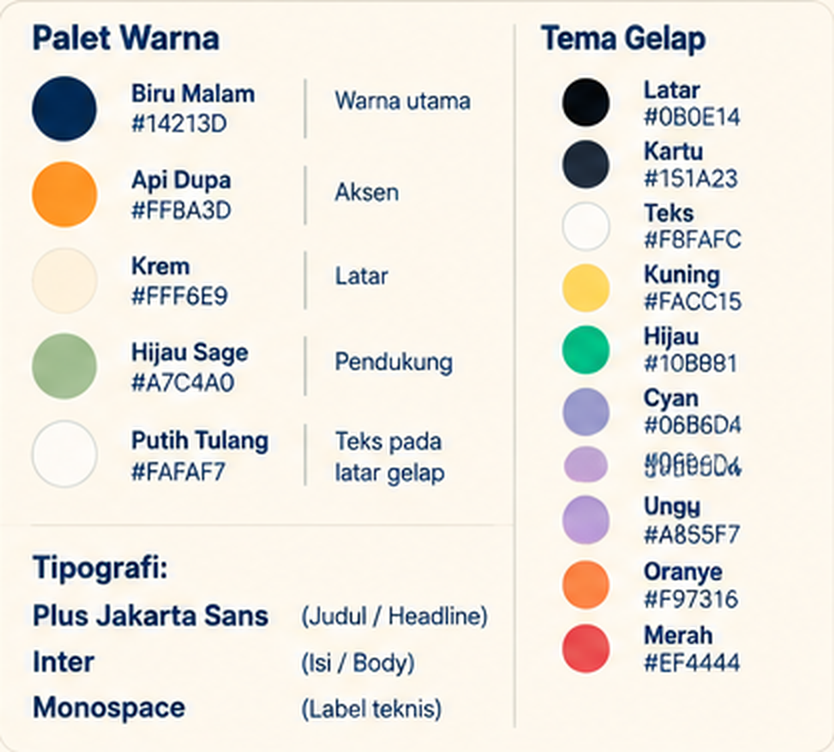 Palet Warna
Biru Malam
#14213D
Warna utama
Api Dupa
#FFBA3D
Aksen
Krem
#FFF6E9
Latar
Hijau Sage
#A7C4A0
Pendukung
Putih Tulang
#FAFAF7
Teks pada
latar gelap
Tipografi:
Plus Jakarta Sans (Judul / Headline)
Inter (Isi / Body)
Monospace (Label teknis)
Tema Gelap
Latar
#0B0E14
Kartu
#151A23
Teks
#F8FAFC
Kuning
#FACC15
Hijau
#10B981
Cyan
#06B6D4
Ungy
#A855F7
Oranye
#F97316
Merah
#EF4444